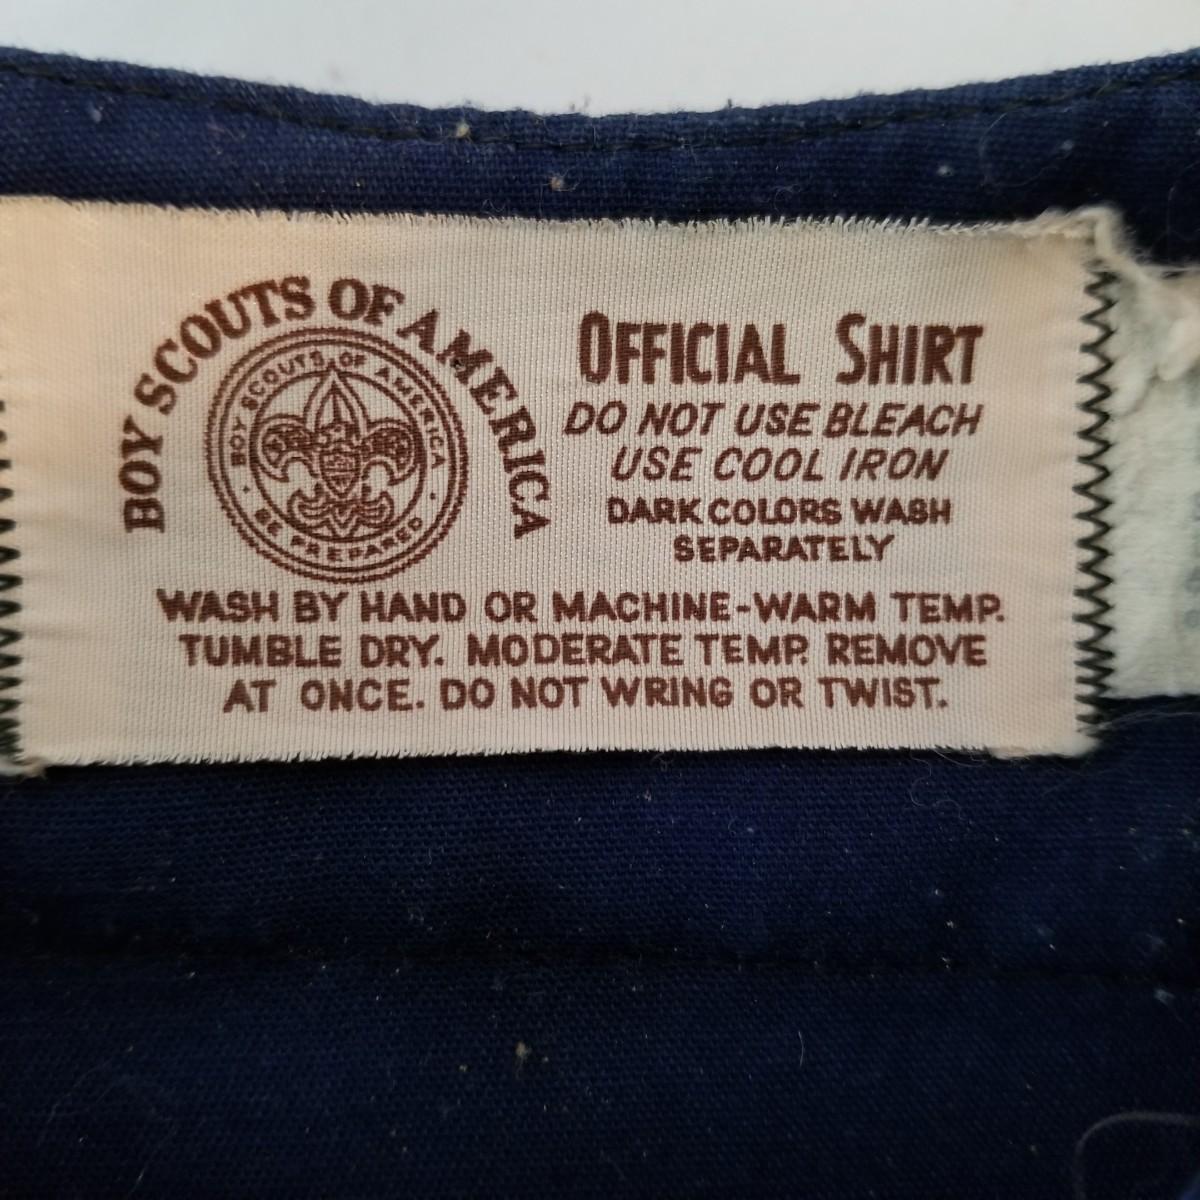 BOY SCOUTS OF AMERICA
BOY SCOUTS OF AMERICA
· BE PREPARED ·
OFFICIAL SHIRT
DO NOT USE BLEACH
USE COOL IRON
DARK COLORS WASH
SEPARATELY
WASH BY HAND OR MACHINE-WARM TEMP.
TUMBLE DRY. MODERATE TEMP. REMOVE
AT ONCE. DO NOT WRING OR TWIST.